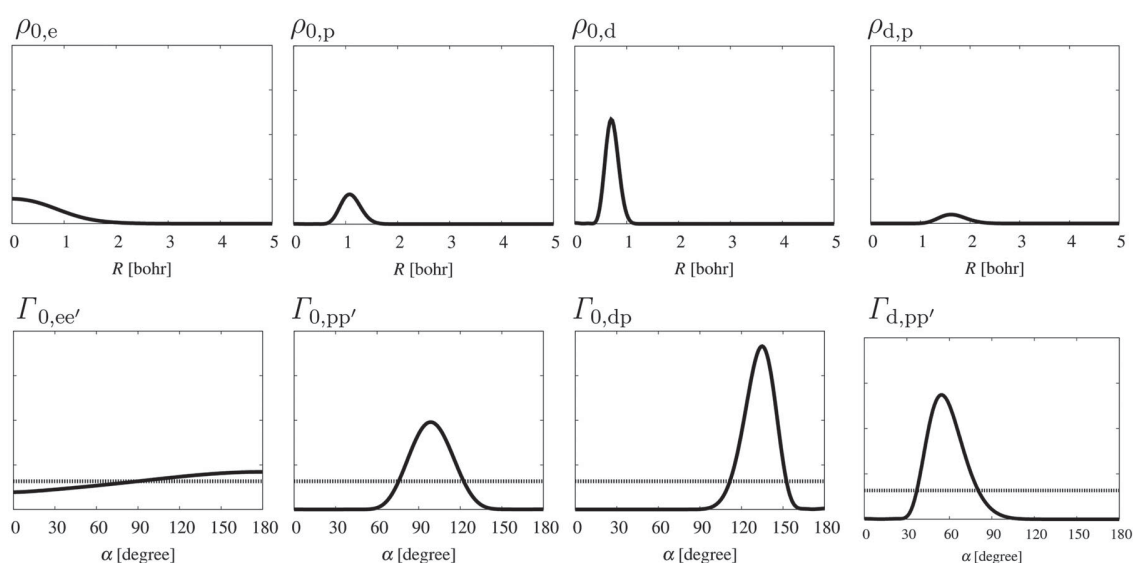 ρ0,e ρ0,p ρ0,d ρd,p
0 1 2 3 4 5 0 1 2 3 4 5 0 1 2 3 4 5 0 1 2 3 4 5
R [bohr] R [bohr] R [bohr] R [bohr]
Γ0,ee′ Γ0,pp′ Γ0,dp Γd,pp′
0 30 60 90 120 150 180 0 30 60 90 120 150 180 0 30 60 90 120 150 180 0 30 60 90 120 150 180
α [degree] α [degree] α [degree] α [degree]